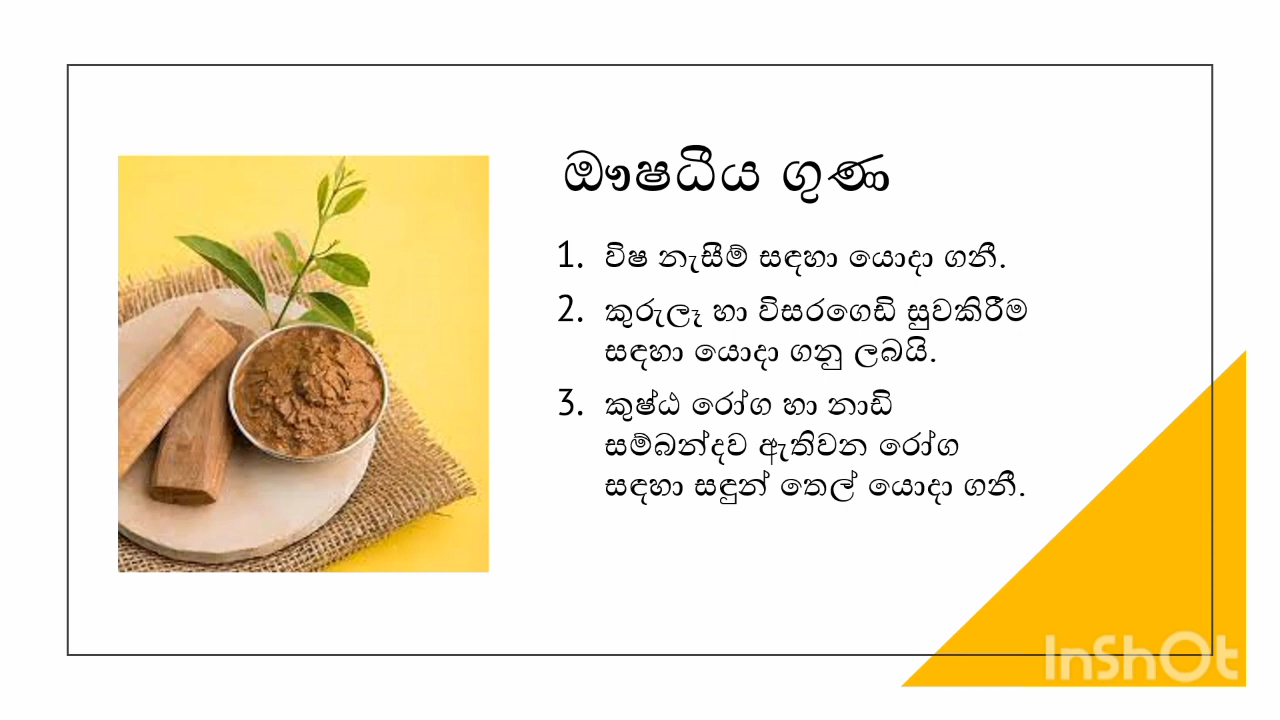 ඖෂධීය ගුණ
1. විෂ නැසීම් සඳහා යොදා ගනී.
2. කුරුලෑ හා විසරගෙඩි සුවකිරීම
සඳහා යොදා ගනු ලබයි.
3. කුෂ්ඨ රෝග හා නාඩි
සම්බන්දව ඇතිවන රෝග
සඳහා සඳුන් තෙල් යොදා ගනී.
InShOt